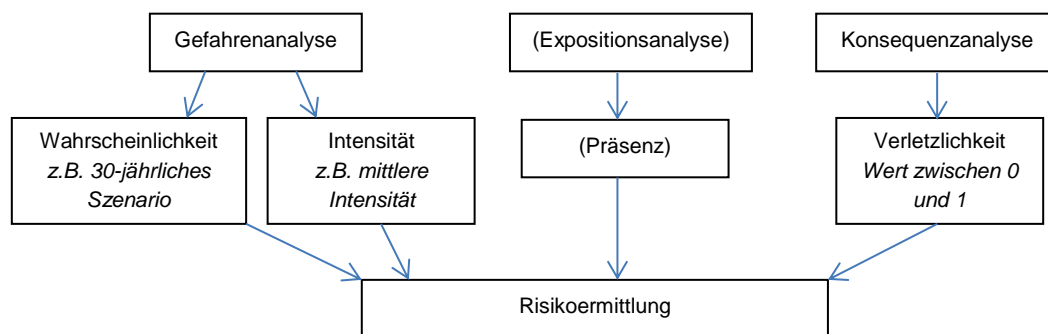 Gefahrenanalyse
(Expositionsanalyse)
Konsequenzanalyse
Wahrscheinlichkeit
z.B. 30-jährliches
Szenario
Intensität
z.B. mittlere
Intensität
(Präsenz)
Verletzlichkeit
Wert zwischen 0
und 1
Risikoermittlung